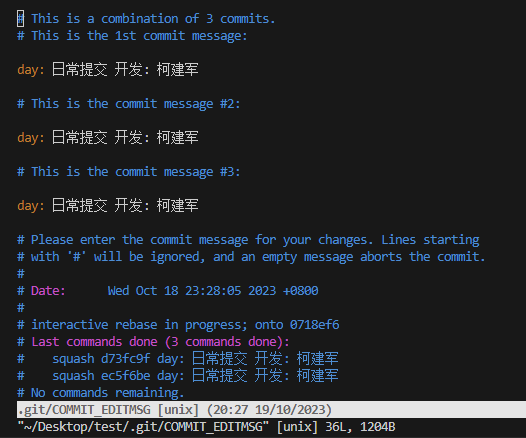 # This is a combination of 3 commits.
# This is the 1st commit message:
day: 日常提交 开发: 柯建军
# This is the commit message #2:
day: 日常提交 开发: 柯建军
# This is the commit message #3:
day: 日常提交 开发: 柯建军
# Please enter the commit message for your changes. Lines starting
# with '#' will be ignored, and an empty message aborts the commit.
#
# Date:      Wed Oct 18 23:28:05 2023 +0800
#
# interactive rebase in progress; onto 0718ef6
# Last commands done (3 commands done):
#    squash d73fc9f day: 日常提交 开发: 柯建军
#    squash ec5f6be day: 日常提交 开发: 柯建军
# No commands remaining.
.git/COMMIT_EDITMSG [unix] (20:27 19/10/2023)
"~/Desktop/test/.git/COMMIT_EDITMSG" [unix] 36L, 1204B